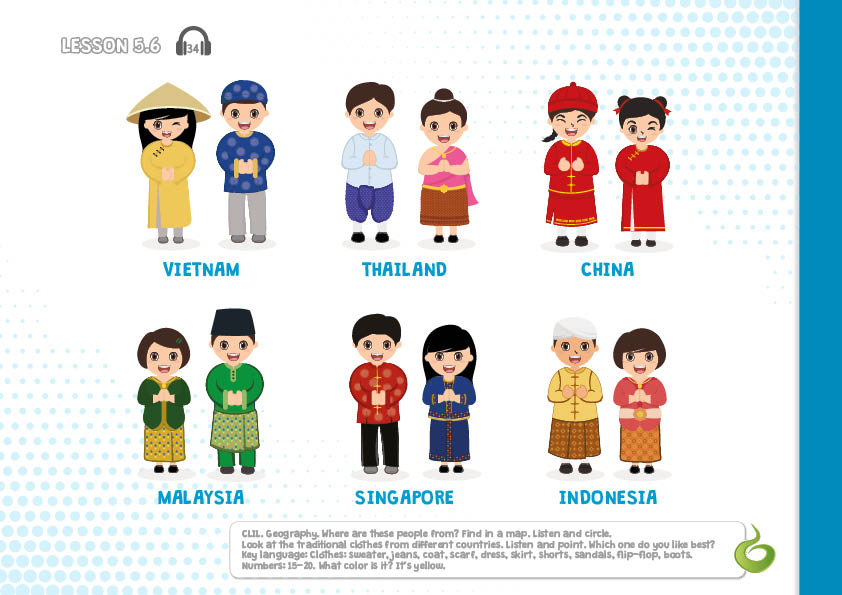 LESSON 5.6
34
VIETNAM
THAILAND
CHINA
MALAYSIA
SINGAPORE
INDONESIA
CLIL. Geography. Where are these people from? Find in a map. Listen and circle.
Look at the traditional clothes from different countries. Listen and point. Which one do you like best?
Key language: Clothes: sweater, jeans, coat, scarf, dress, skirt, shorts, sandals, flip-flop, boots.
Numbers: 15-20. What color is it? It's yellow.